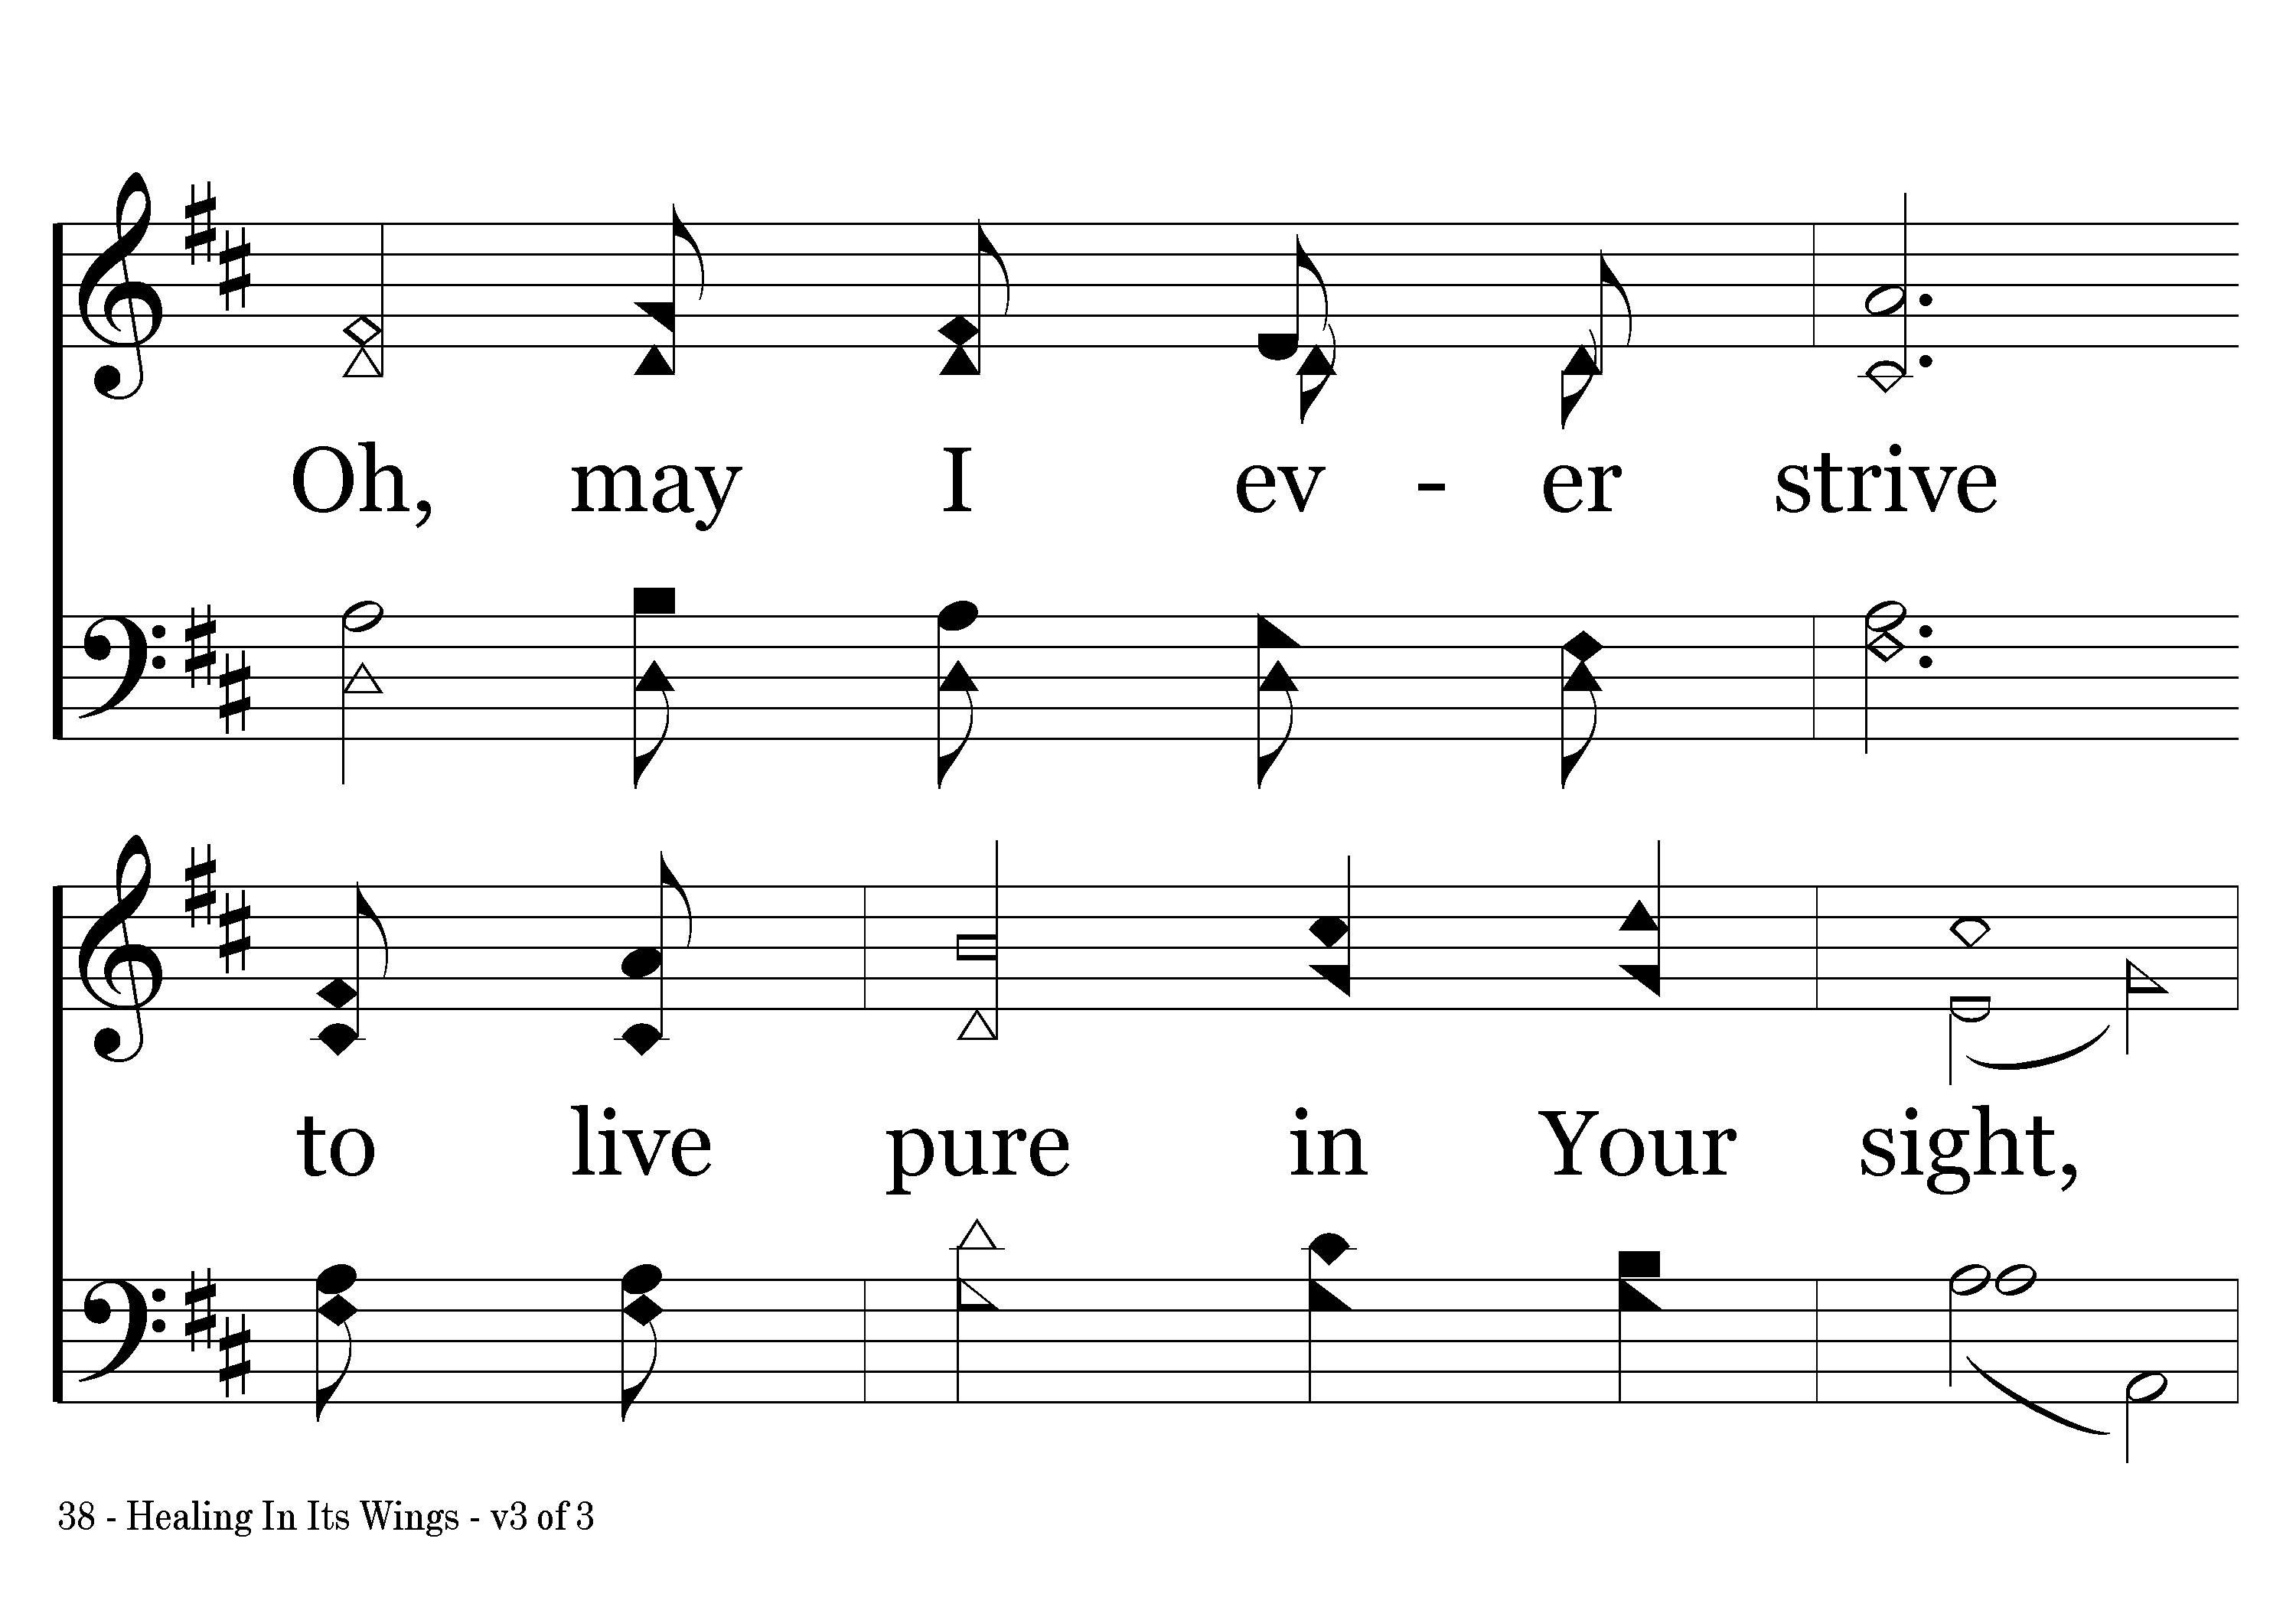 Oh, may I ev - er strive
to live pure in Your sight,
38 - Healing In Its Wings - v3 of 3